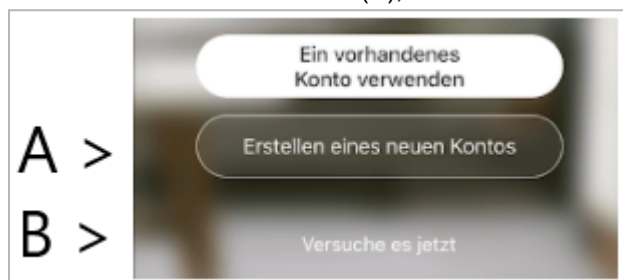 Ein vorhandenes
Konto verwenden
A > Erstellen eines neuen Kontos
B > Versuche es jetzt